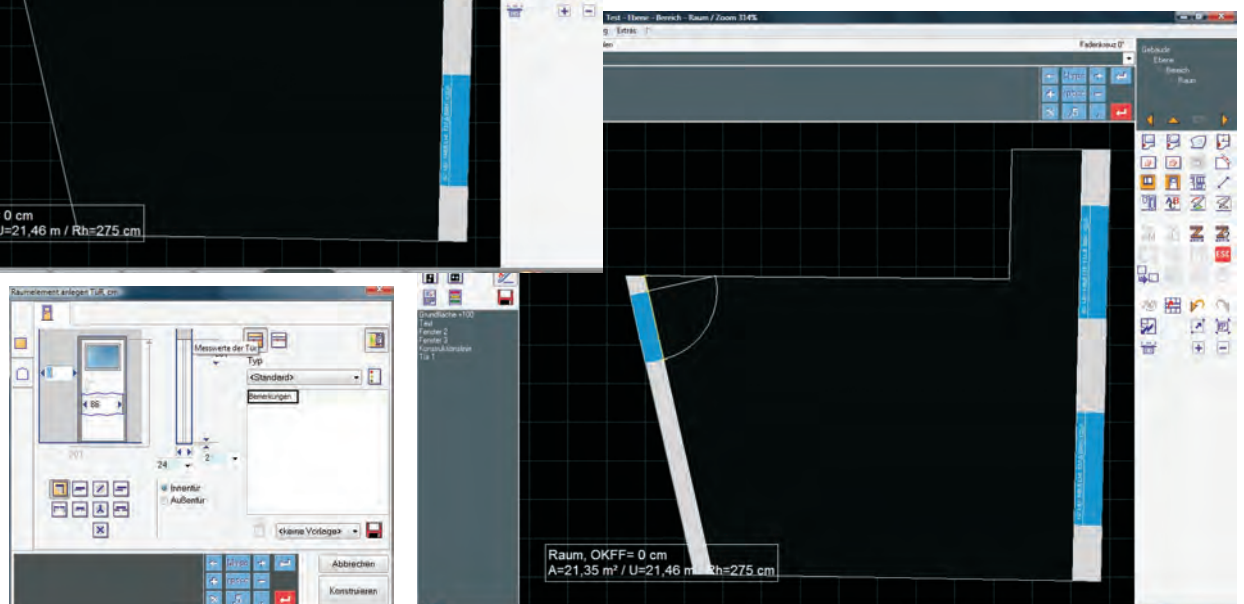 0 cm
U=21,46 m / Rh=275 cm
Test - Ebene - Bereich - Raum / Zoom 314%
Extras
Fadenkreuz 0°
Gebäude
Ebene
Bereich
Raum
ESC
Raumelement anlegen Tür, cm
Messwerte der Tür
Typ
<Standard>
Bemerkungen
86
201
24
2
Innentür
Außentür
<keine Vorlage>
Abbrechen
Konstruieren
Grundfläche +100
Text
Fenster 2
Fenster 3
Konstruktionslinie
Tür 1
Raum, OKFF= 0 cm
A=21,35 m² / U=21,46 m / Rh=275 cm